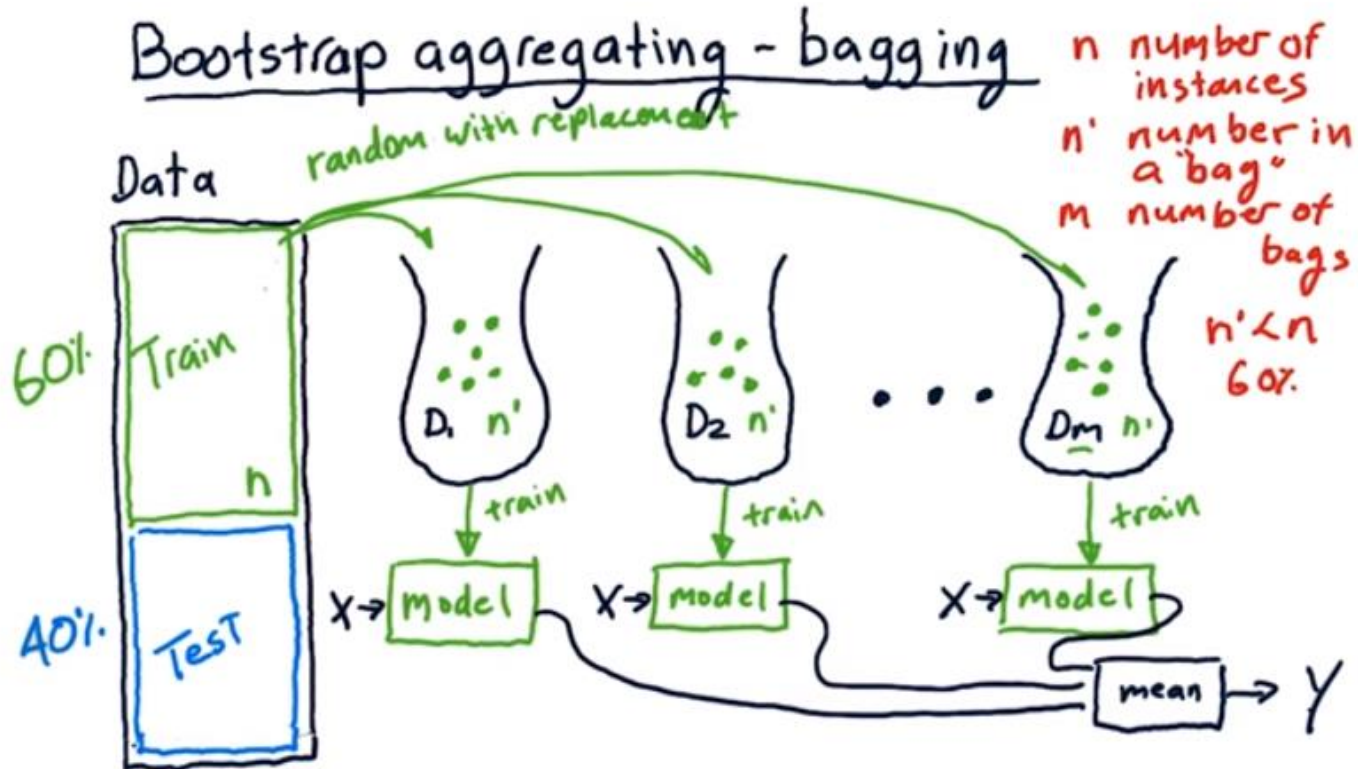 Bootstrap aggregating - bagging
n number of
instances
n' number in
a "bag"
m number of
bags
n' < n
60%
random with replacement
Data
60%
Train
n
40%
Test
D1 n'
D2 n'
...
Dm n'
train
train
train
X→ model
X→ model
X→ model
mean → Y